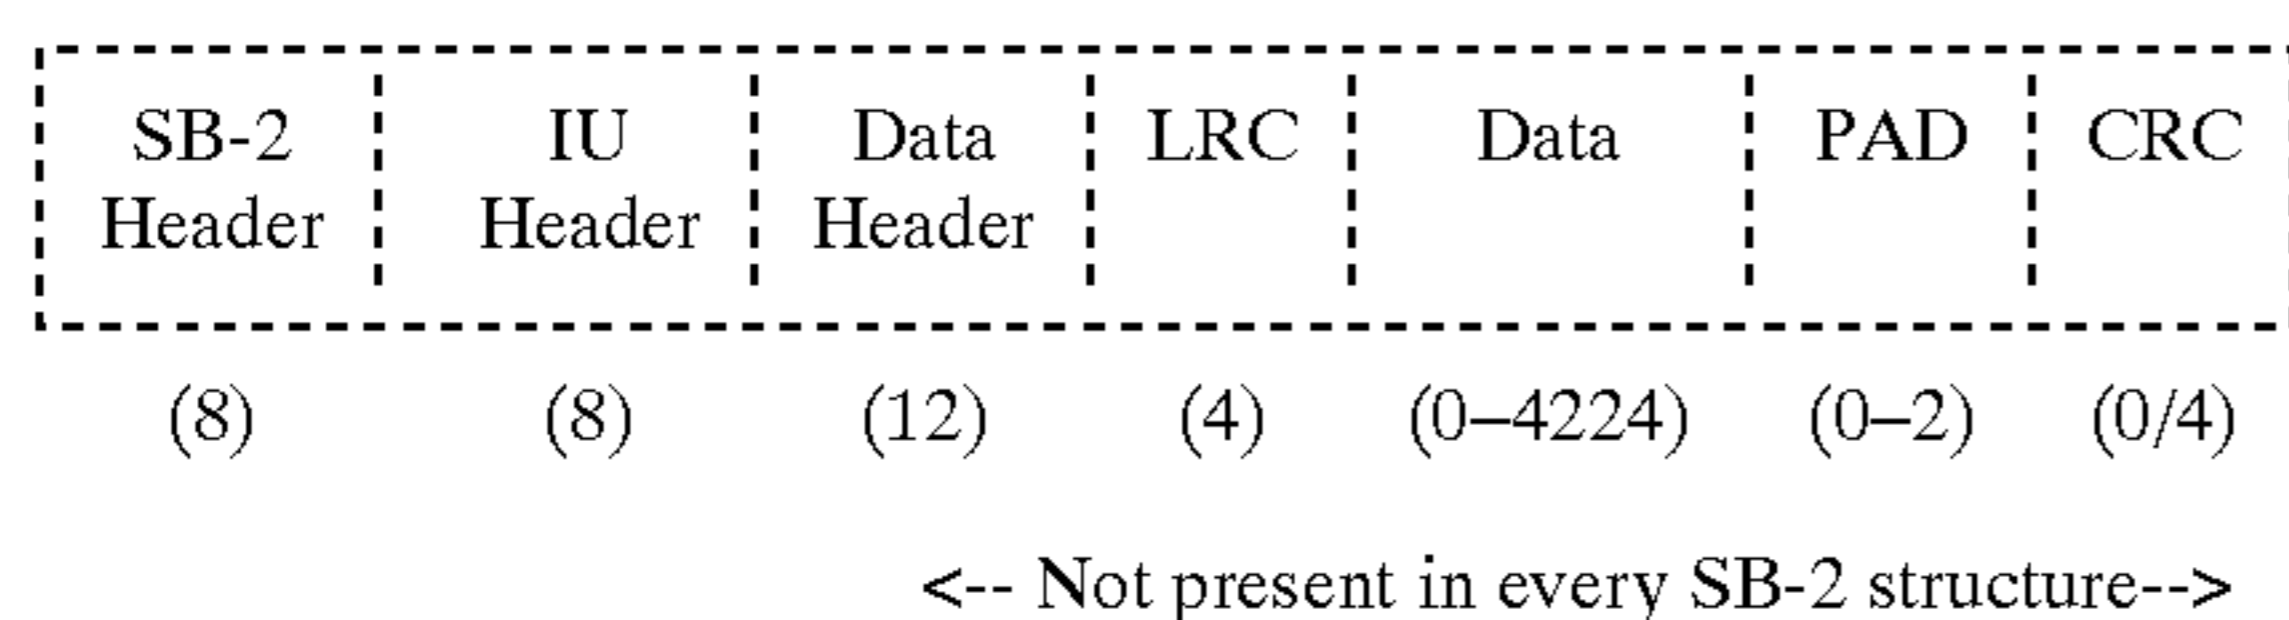 SB-2 IU Data LRC Data PAD CRC
Header Header Header
(8) (8) (12) (4) (0–4224) (0–2) (0/4)
<-- Not present in every SB-2 structure-->